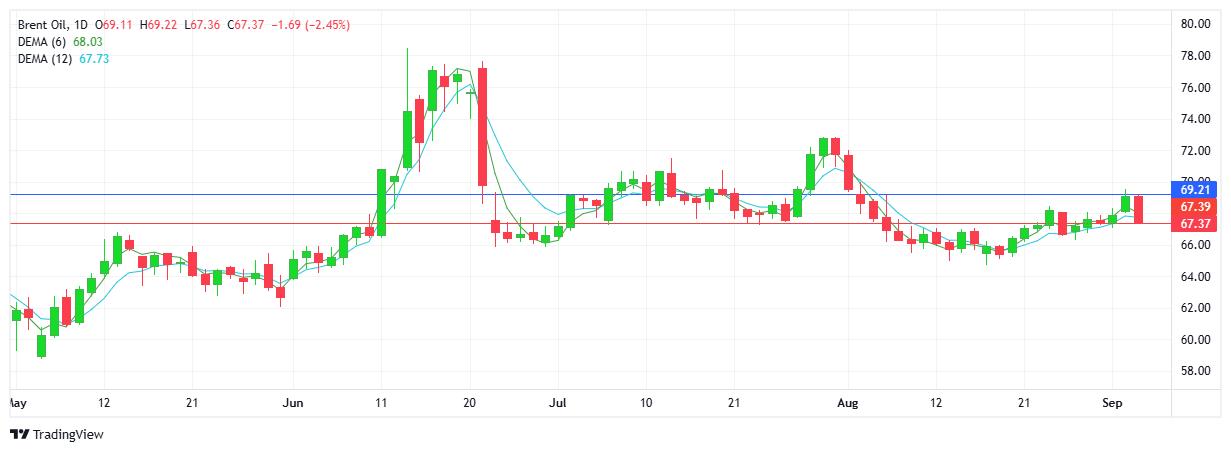 Brent Oil, 1D O69.11 H69.22 L67.36 C67.37 −1.69 (−2.45%)
DEMA (6) 68.03
DEMA (12) 67.73
80.00
78.00
76.00
74.00
72.00
70.00
69.21
67.39
67.37
66.00
64.00
62.00
60.00
58.00
May 12 21 Jun 11 20 Jul 10 21 Aug 12 21 Sep
TradingView